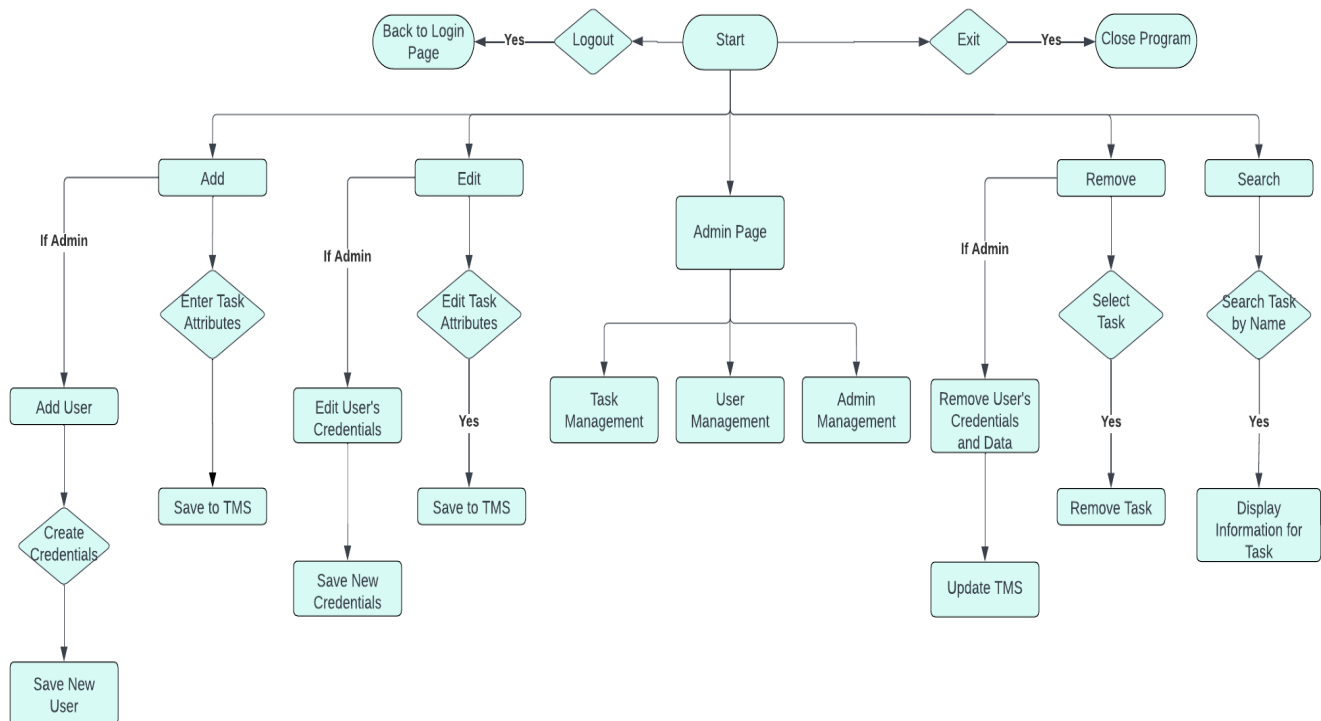 Back to Login
Page
Yes
Logout
Start
Exit
Yes
Close Program
Add
Edit
Remove
Search
Admin Page
If Admin
If Admin
If Admin
Enter Task
Attributes
Edit Task
Attributes
Select
Task
Search Task
by Name
Add User
Edit User's
Credentials
Yes
Task
Management
User
Management
Admin
Management
Remove User's
Credentials
and Data
Yes
Yes
Save to TMS
Save to TMS
Remove Task
Display
Information for
Task
Create
Credentials
Save New
Credentials
Update TMS
Save New
User